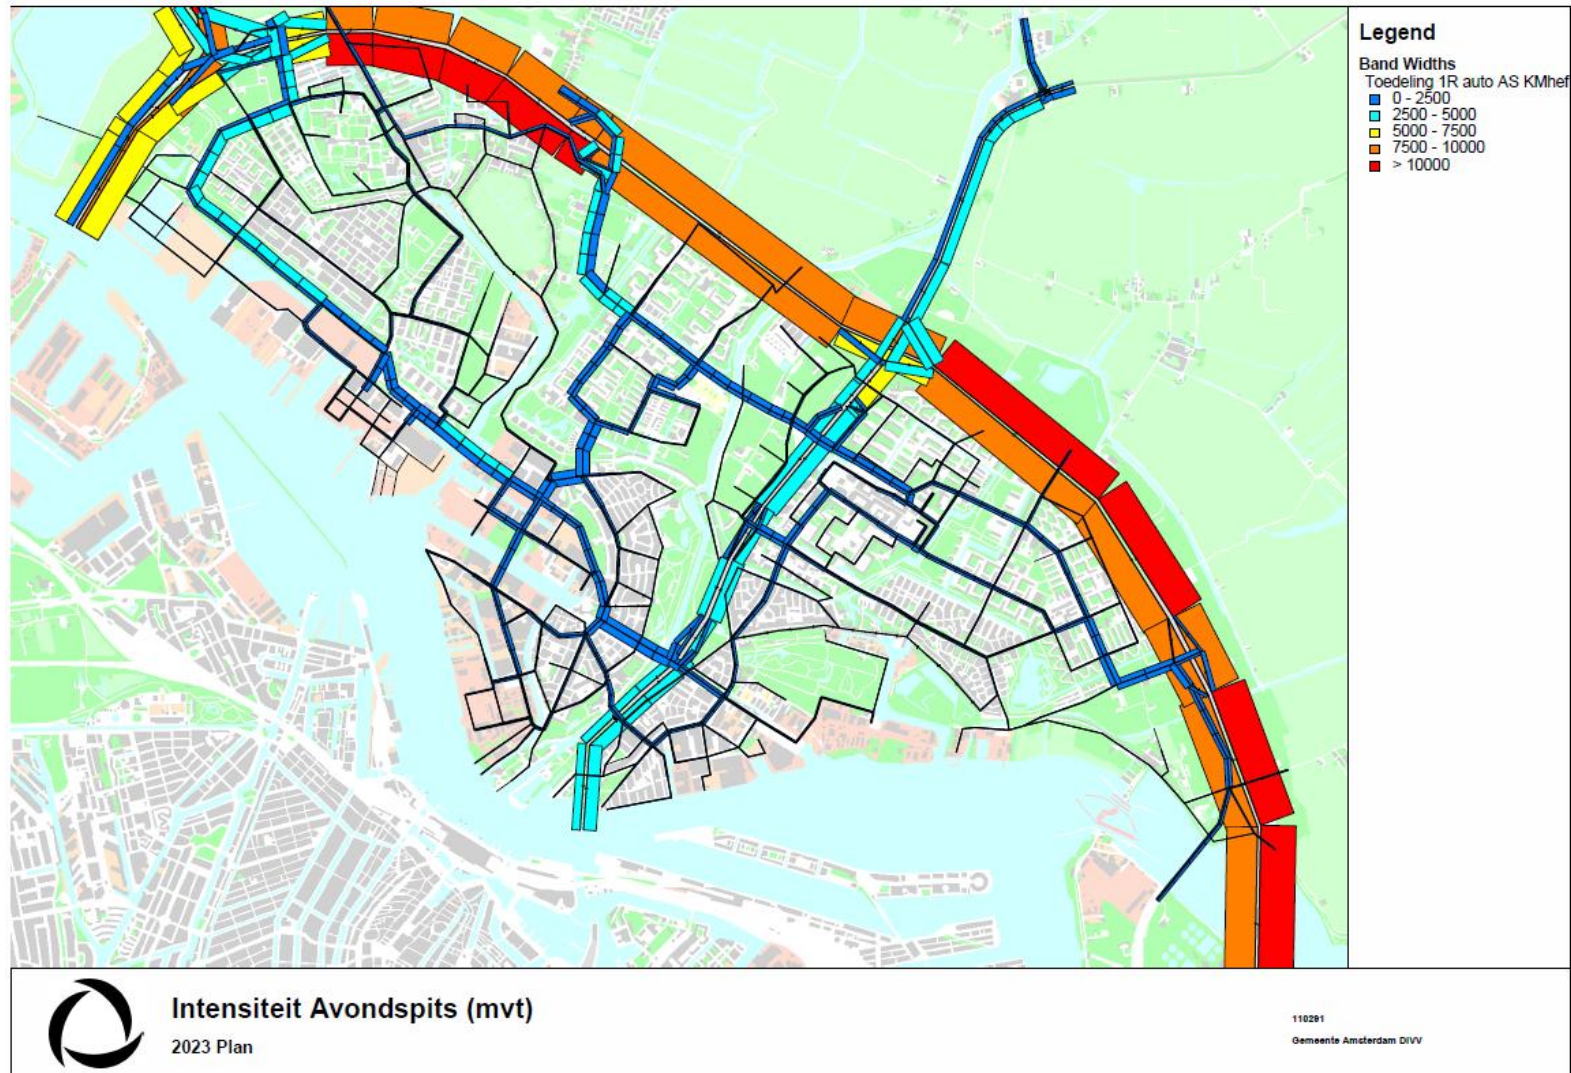 Legend
Band Widths
Toedeling 1R auto AS KMhef
0 - 2500
2500 - 5000
5000 - 7500
7500 - 10000
> 10000
Intensiteit Avondspits (mvt)
2023 Plan
110291
Gemeente Amsterdam DIVV